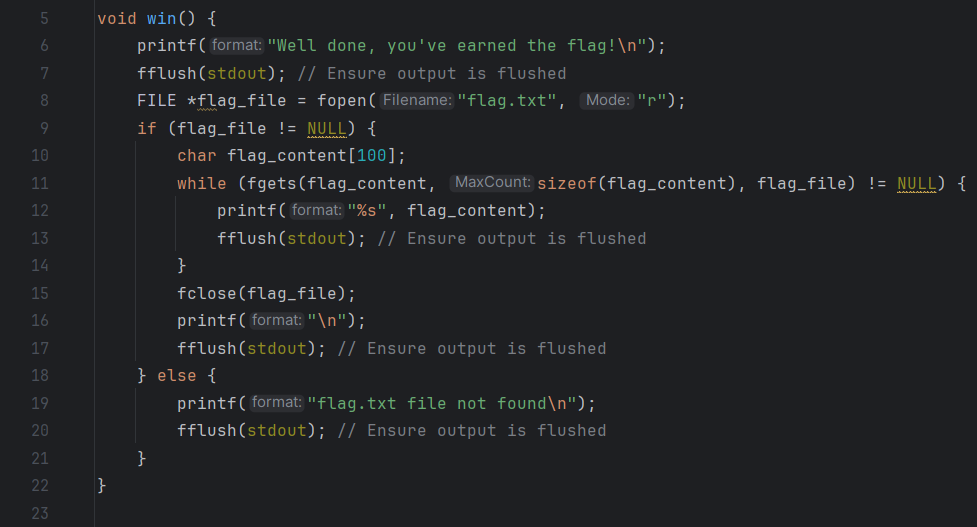 5 void win() {
6 printf( format: "Well done, you've earned the flag!\n");
7 fflush(stdout); // Ensure output is flushed
8 FILE *flag_file = fopen( Filename: "flag.txt", Mode: "r");
9 if (flag_file != NULL) {
10 char flag_content[100];
11 while (fgets(flag_content, MaxCount: sizeof(flag_content), flag_file) != NULL) {
12 printf( format: "%s", flag_content);
13 fflush(stdout); // Ensure output is flushed
14 }
15 fclose(flag_file);
16 printf( format: "\n");
17 fflush(stdout); // Ensure output is flushed
18 } else {
19 printf( format: "flag.txt file not found\n");
20 fflush(stdout); // Ensure output is flushed
21 }
22 }
23